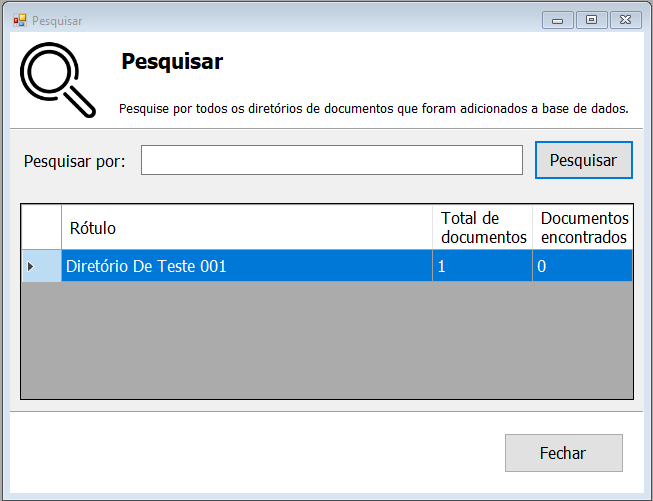 Pesquisar
Pesquisar
Pesquise por todos os diretórios de documentos que foram adicionados a base de dados.
Pesquisar por:
Pesquisar
Rótulo
Total de
documentos
Documentos
encontrados
Diretório De Teste 001
1
0
Fechar